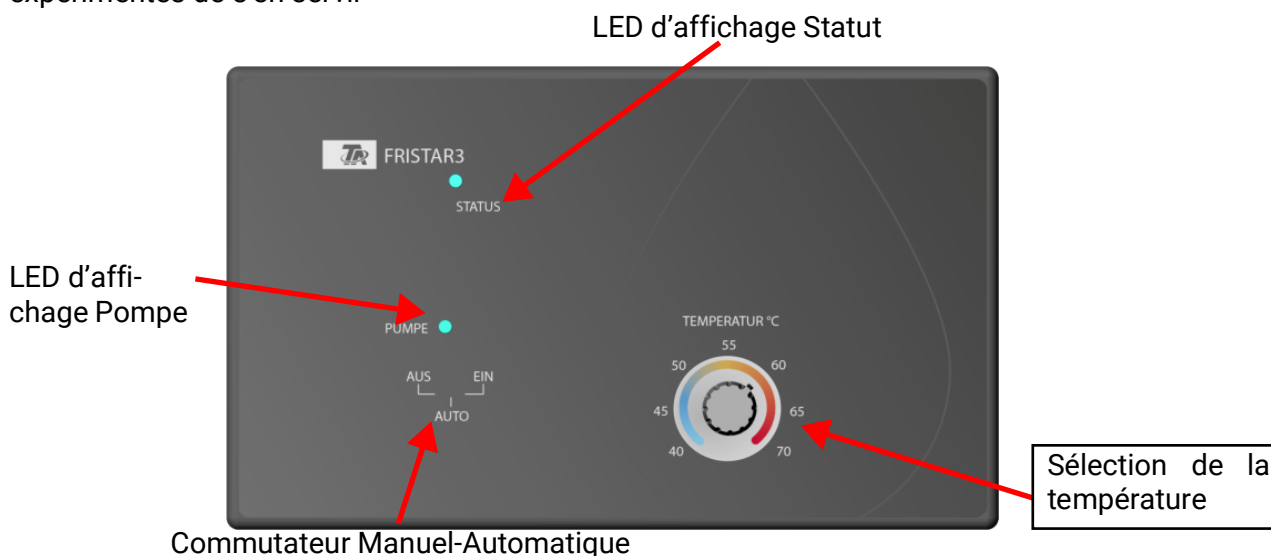 LED d'affichage Statut
TA FRISTAR3
STATUS
LED d'affi-
chage Pompe
PUMPE
TEMPERATUR °C
55
50 60
AUS EIN
AUTO
45 65
40 70
Sélection de la
température
Commutateur Manuel-Automatique